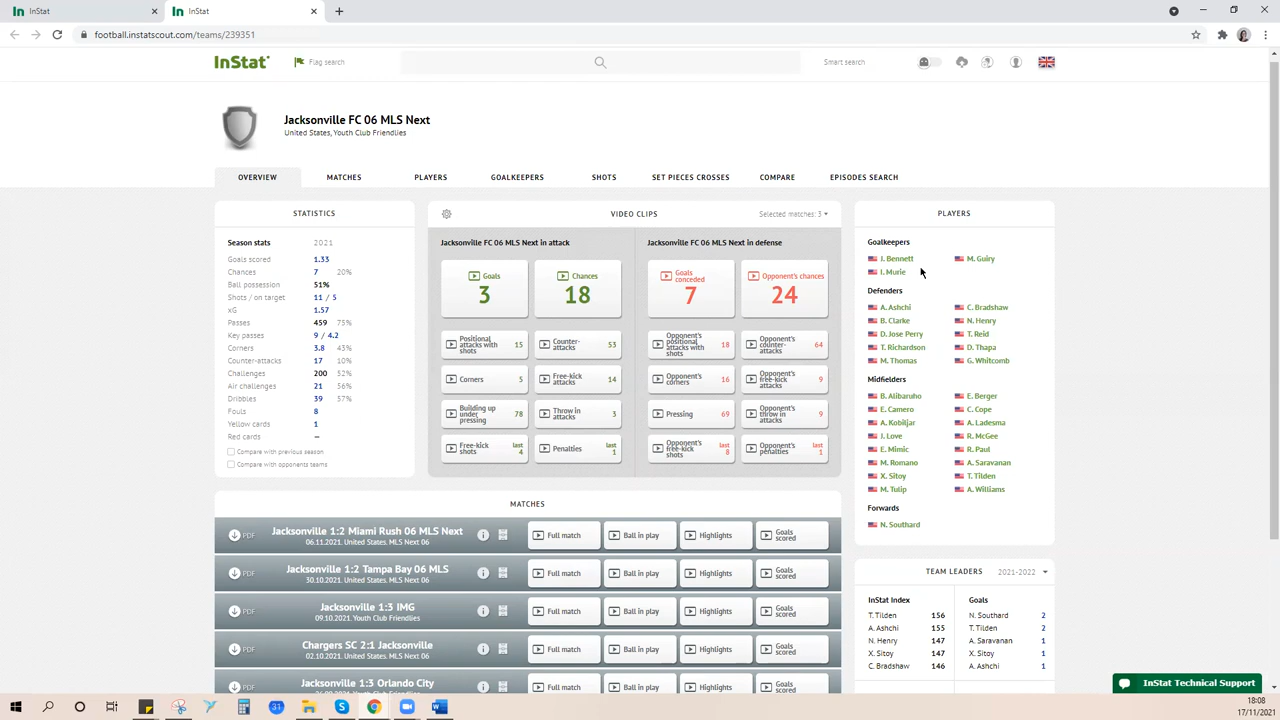 InStat
InStat
football.instatscout.com/teams/239351
InStat
Flag search
Smart search
Jacksonville FC 06 MLS Next
United States, Youth Club Friendlies
OVERVIEW
MATCHES
PLAYERS
GOALKEEPERS
SHOTS
SET PIECES CROSSES
COMPARE
EPISODES SEARCH
STATISTICS
Season stats 2021
Goals scored 1.33
Chances 7 20%
Ball possession 51%
Shots / on target 11 / 5
xG 1.57
Passes 459 75%
Key passes 9 / 4.2
Corners 3.8 43%
Counter-attacks 17 10%
Challenges 200 52%
Air challenges 21 56%
Dribbles 39 57%
Fouls 8
Yellow cards 1
Red cards –
Compare with previous season
Compare with opponents teams
VIDEO CLIPS
Selected matches: 3
Jacksonville FC 06 MLS Next in attack
Goals
3
Chances
18
Positional attacks with shots 15
Counter-attacks 53
Corners 5
Free-kick attacks 14
Building up under pressing 78
Throw in attacks 3
Free-kick shots last 4
Penalties last 1
Jacksonville FC 06 MLS Next in defense
Goals conceded
7
Opponent's chances
24
Opponent's positional attacks with shots 18
Opponent's counter-attacks 64
Opponent's corners 16
Opponent's free-kick attacks 9
Pressing 69
Opponent's throw in attacks 9
Opponent's free-kick shots last 8
Opponent's penalties last 1
PLAYERS
Goalkeepers
J. Bennett M. Guiry
I. Murie
Defenders
A. Ashchi C. Bradshaw
B. Clarke N. Henry
D. Jose Perry T. Reid
T. Richardson D. Thapa
M. Thomas G. Whitcomb
Midfielders
B. Alibaruho E. Berger
E. Camero C. Cope
A. Kobiljar A. Ladesma
J. Love R. McGee
E. Mimic R. Paul
M. Romano A. Saravanan
X. Sitoy T. Tilden
M. Tulip A. Williams
Forwards
N. Southard
MATCHES
PDF Jacksonville 1:2 Miami Rush 06 MLS Next Full match Ball in play Highlights Goals scored
06.11.2021. United States. MLS Next 06
PDF Jacksonville 1:2 Tampa Bay 06 MLS Full match Ball in play Highlights Goals scored
30.10.2021. United States. MLS Next 06
PDF Jacksonville 1:3 IMG Full match Ball in play Highlights Goals scored
09.10.2021. Youth Club Friendlies
PDF Chargers SC 2:1 Jacksonville Full match Ball in play Highlights Goals scored
02.10.2021. United States. MLS Next 06
PDF Jacksonville 1:3 Orlando City Full match Ball in play Highlights Goals scored
TEAM LEADERS 2021-2022
InStat Index
T. Tilden 156
A. Ashchi 155
N. Henry 147
X. Sitoy 147
C. Bradshaw 146
Goals
N. Southard 2
T. Tilden 2
A. Saravanan 1
X. Sitoy 1
A. Ashchi 1
InStat Technical Support
18:08
17/11/2021